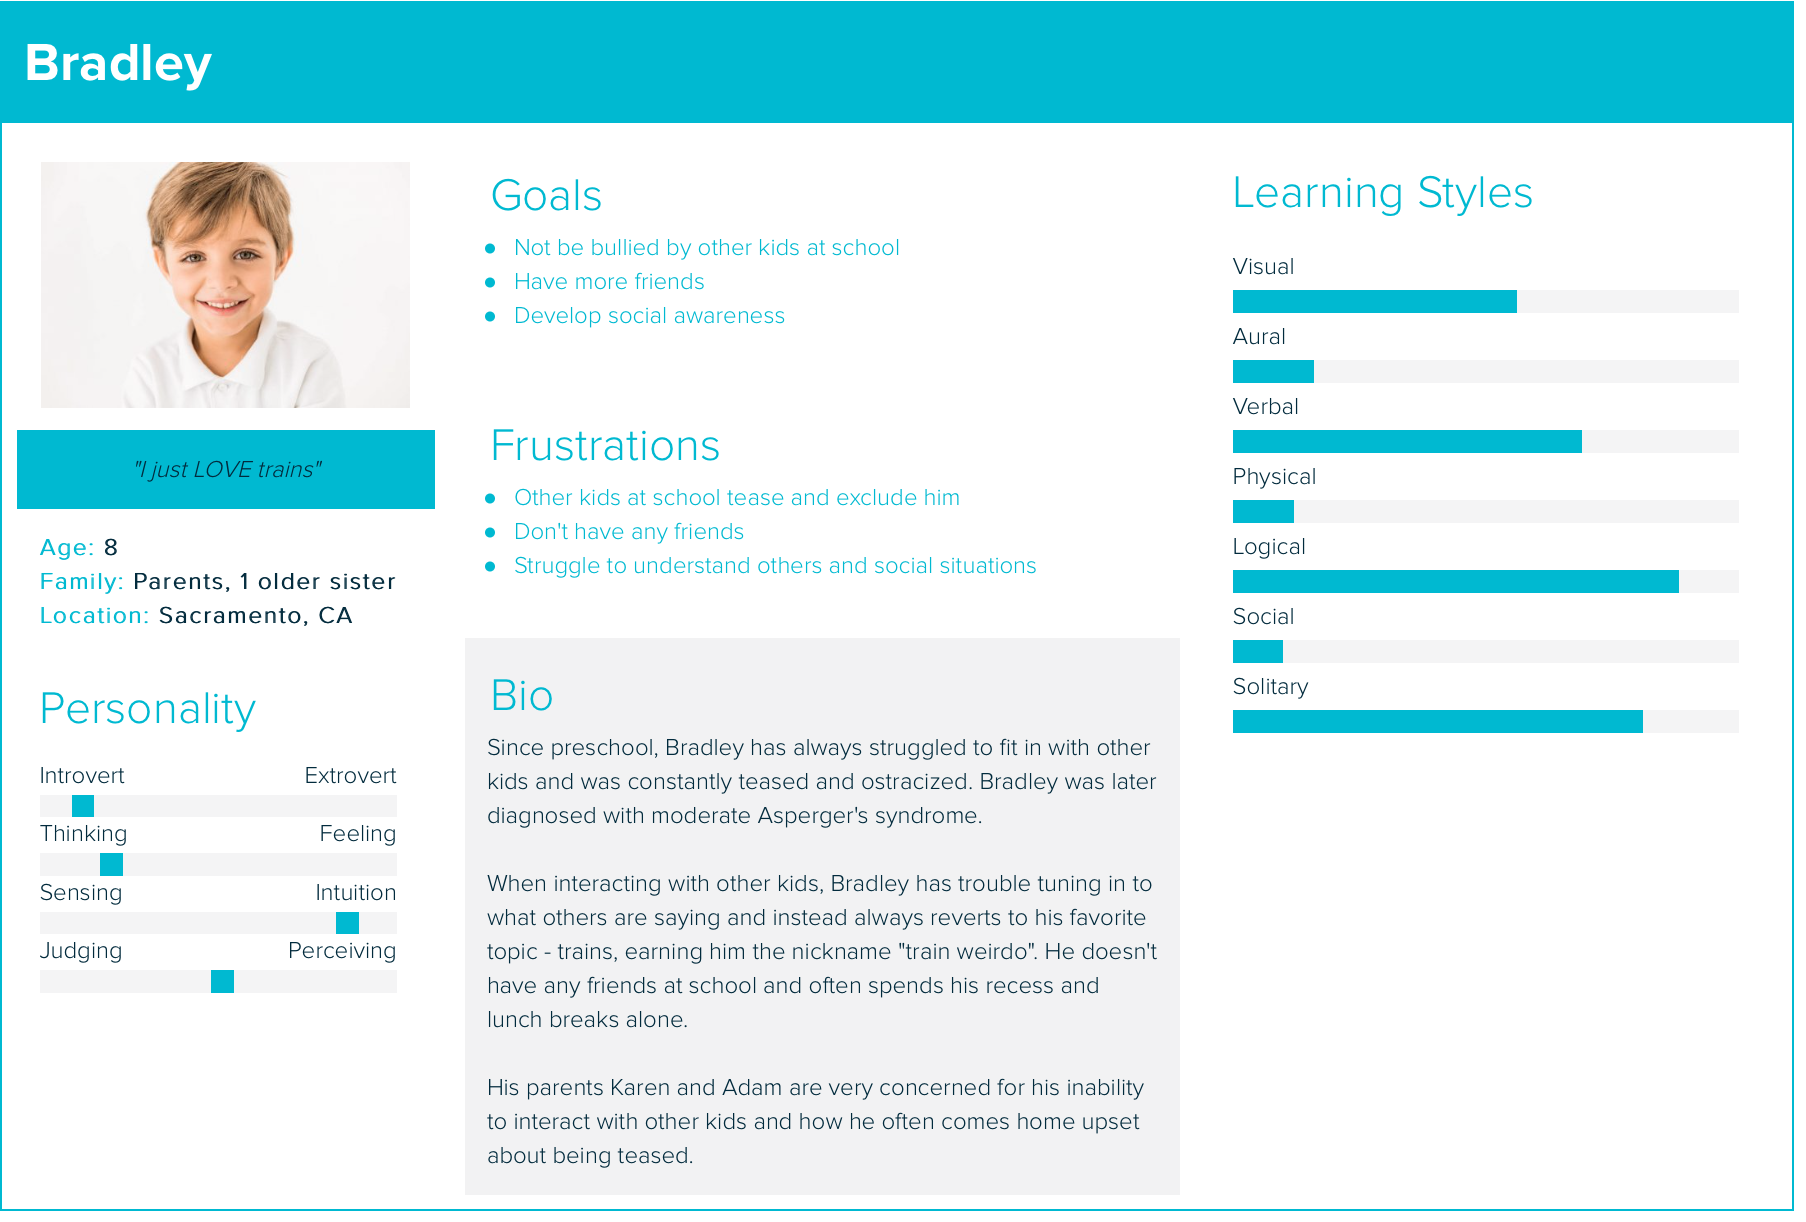 Bradley
"I just LOVE trains"
Age: 8
Family: Parents, 1 older sister
Location: Sacramento, CA
Personality
Introvert Extrovert
Thinking Feeling
Sensing Intuition
Judging Perceiving
Goals
Not be bullied by other kids at school
Have more friends
Develop social awareness
Frustrations
Other kids at school tease and exclude him
Don't have any friends
Struggle to understand others and social situations
Bio
Since preschool, Bradley has always struggled to fit in with other
kids and was constantly teased and ostracized. Bradley was later
diagnosed with moderate Asperger's syndrome.
When interacting with other kids, Bradley has trouble tuning in to
what others are saying and instead always reverts to his favorite
topic - trains, earning him the nickname "train weirdo". He doesn't
have any friends at school and often spends his recess and
lunch breaks alone.
His parents Karen and Adam are very concerned for his inability
to interact with other kids and how he often comes home upset
about being teased.
Learning Styles
Visual
Aural
Verbal
Physical
Logical
Social
Solitary